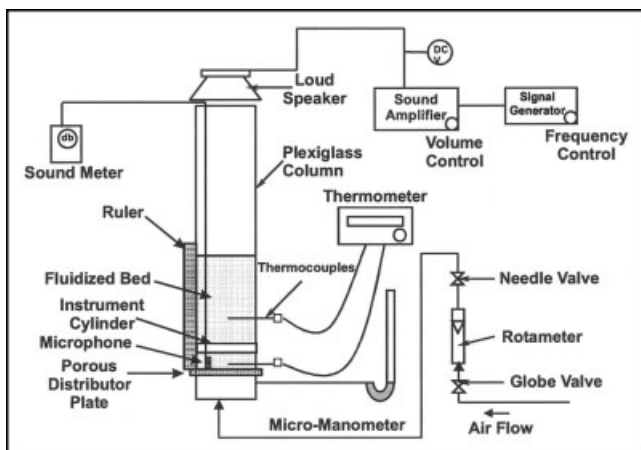 DC
V
Loud
Speaker
Sound
Amplifier
Signal
Generator
Volume
Control
Frequency
Control
db
Sound Meter
Plexiglass
Column
Thermometer
Ruler
Thermocouples
Fluidized Bed
Needle Valve
Instrument
Cylinder
Microphone
Rotameter
Porous
Distributor
Plate
Globe Valve
Micro-Manometer
Air Flow